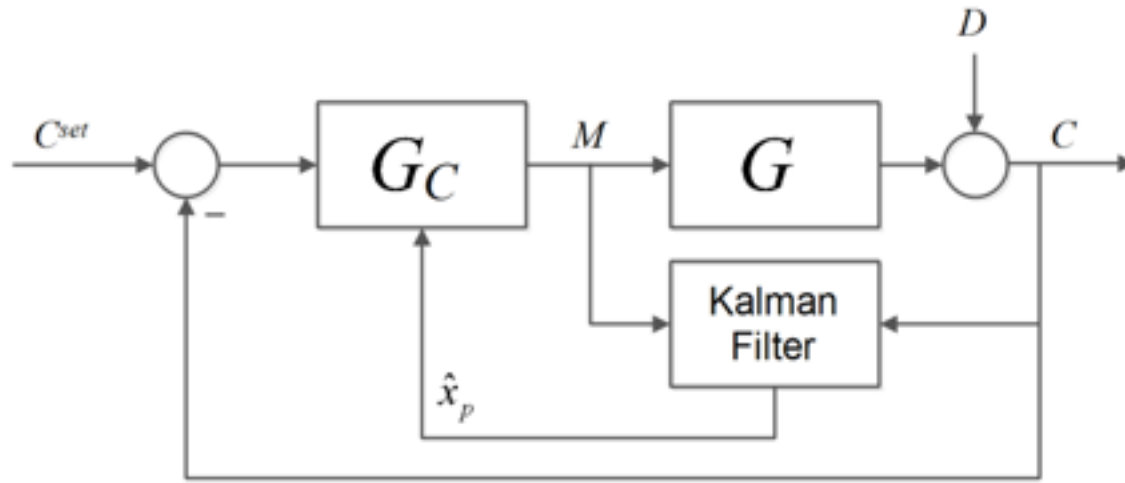 D
C^set
M
C
G_C
G
−
Kalman
Filter
x̂_p